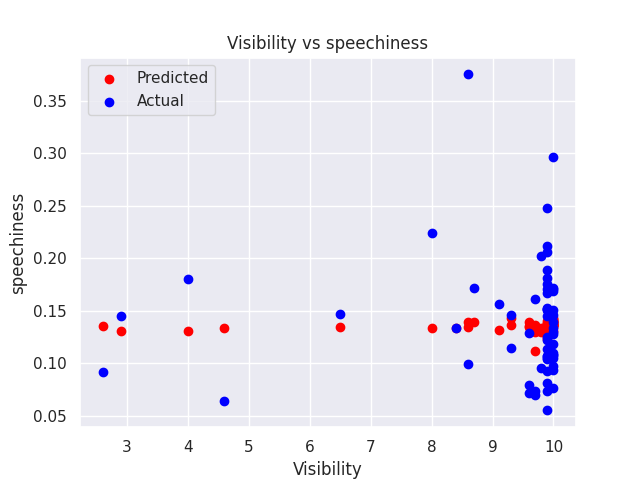 Visibility vs speechiness
Predicted
Actual
0.35
0.30
0.25
0.20
0.15
0.10
0.05
speechiness
3 4 5 6 7 8 9 10
Visibility